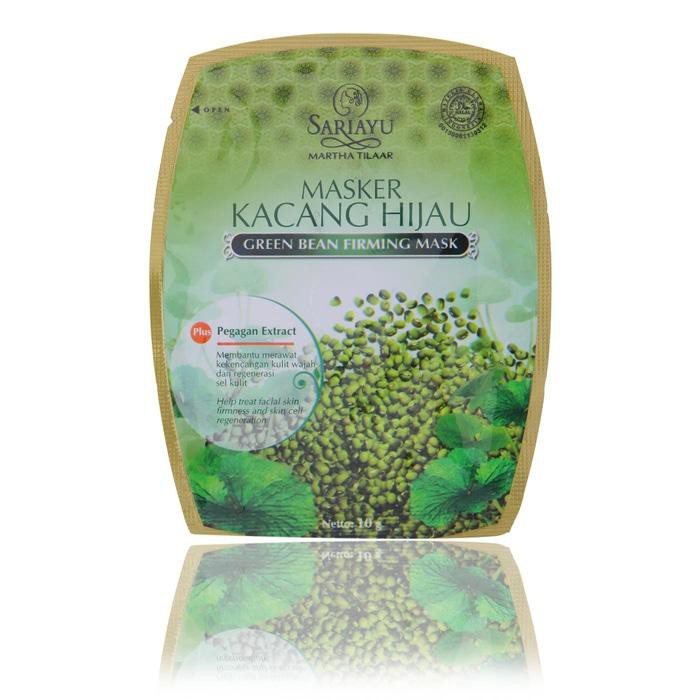 OPEN
SARIAYU
MARTHA TILAAR
HALAL
MASKER
KACANG HIJAU
GREEN BEAN FIRMING MASK
Plus Pegagan Extract
Membantu merawat
kekencangan kulit wajah
dan regenerasi
sel kulit
Help treat facial skin
firmness and skin cell
regeneration
Netto: 10 g